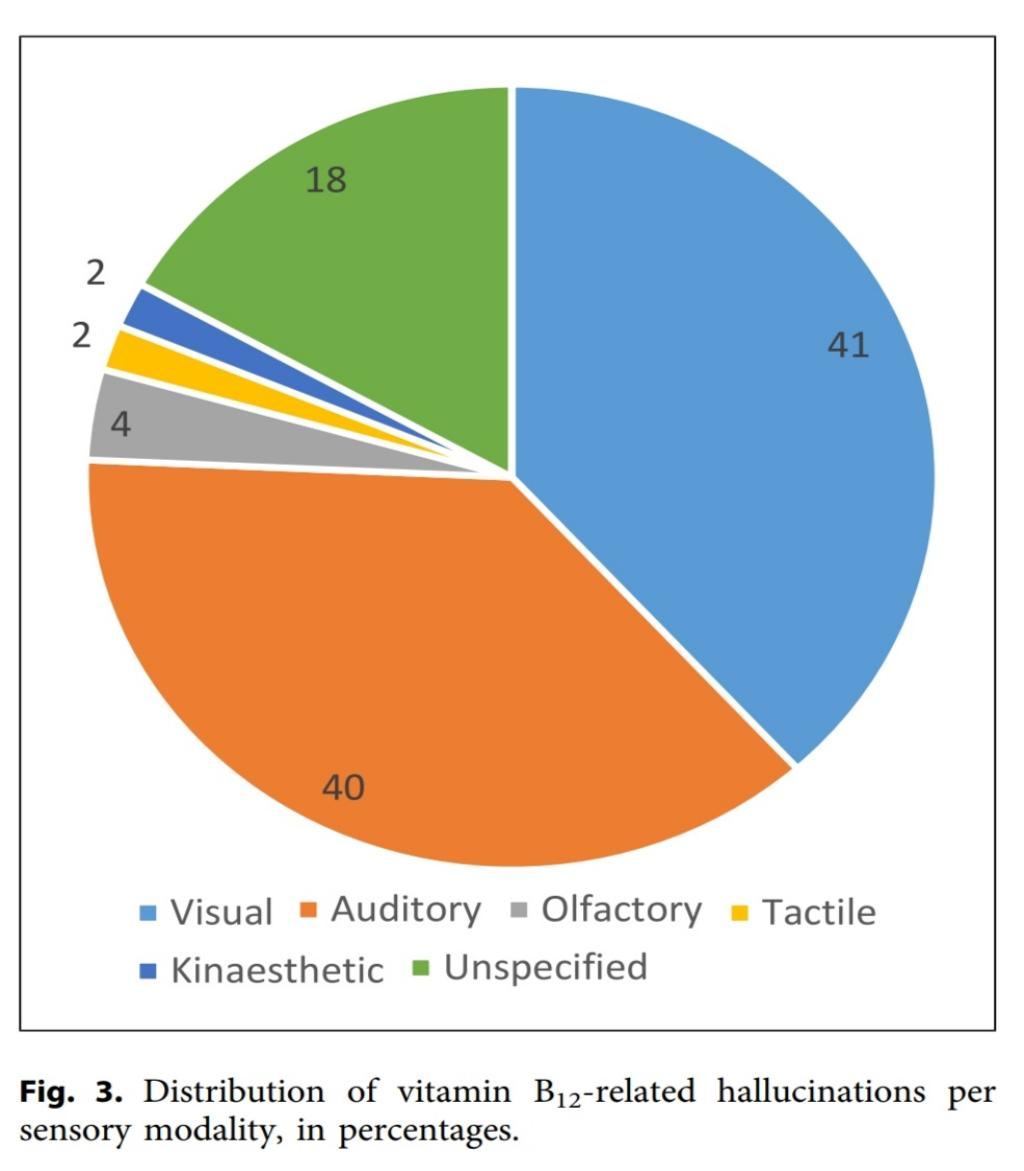 18
2
41
2
4
40
Visual Auditory Olfactory Tactile
Kinaesthetic Unspecified
Fig. 3. Distribution of vitamin B₁₂-related hallucinations per
sensory modality, in percentages.